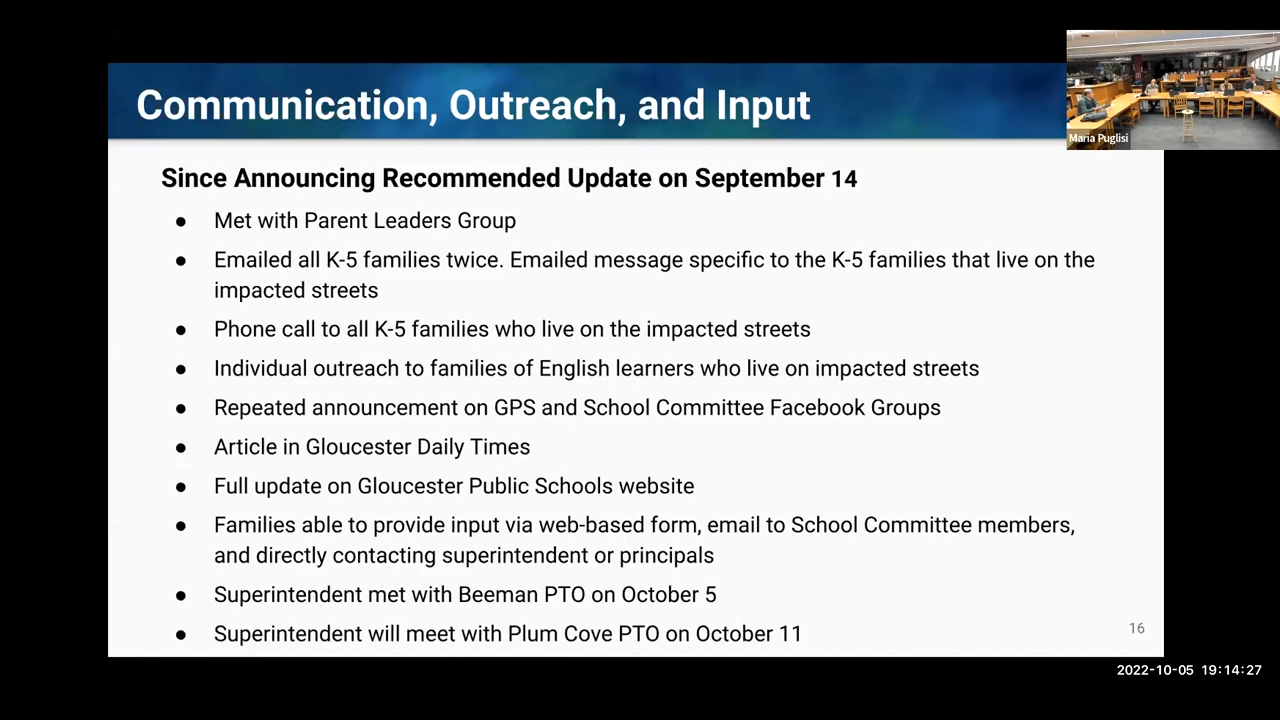 Communication, Outreach, and Input
Maria Puglisi
Since Announcing Recommended Update on September 14
● Met with Parent Leaders Group
● Emailed all K-5 families twice. Emailed message specific to the K-5 families that live on the
impacted streets
● Phone call to all K-5 families who live on the impacted streets
● Individual outreach to families of English learners who live on impacted streets
● Repeated announcement on GPS and School Committee Facebook Groups
● Article in Gloucester Daily Times
● Full update on Gloucester Public Schools website
● Families able to provide input via web-based form, email to School Committee members,
and directly contacting superintendent or principals
● Superintendent met with Beeman PTO on October 5
● Superintendent will meet with Plum Cove PTO on October 11
16
2022-10-05 19:14:27